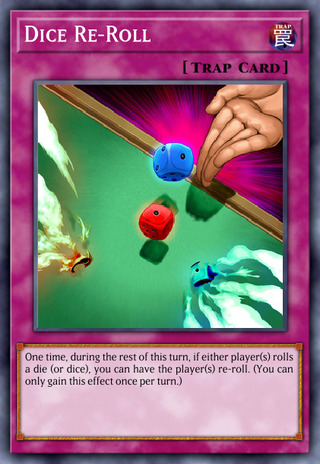 Dice Re-Roll
TRAP
罠
[Trap Card]
One time, during the rest of this turn, if either player(s) rolls
a die (or dice), you can have the player(s) re-roll. (You can
only gain this effect once per turn.)